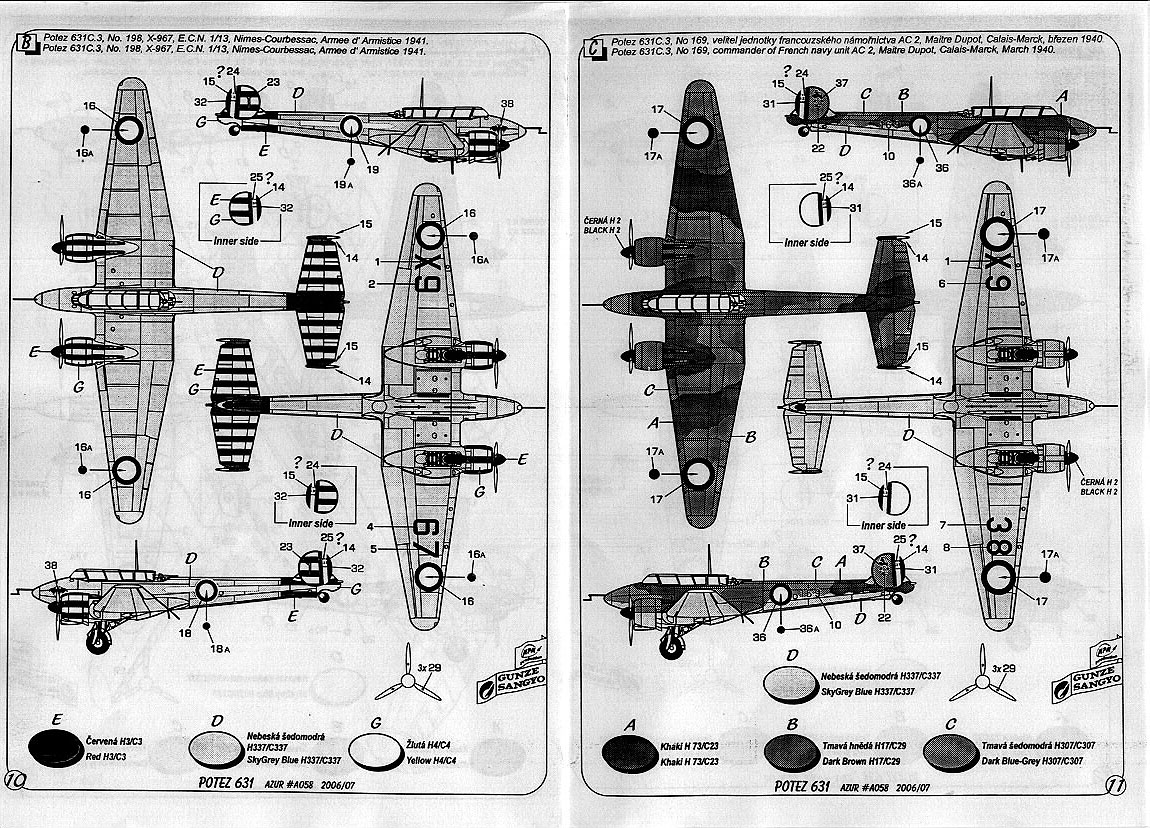 B
Potez 631C.3, No. 198, X-967, E.C.N. 1/13, Nimes-Courbessac, Armee d' Armistice 1941.
Potez 631C.3, No. 198, X-967, E.C.N. 1/13, Nimes-Courbessac, Armee d' Armistice 1941.
16
16A
? 24
15
32
23
D
G
E
19A
19
38
25?
14
E
G
32
Inner side
15
14
16
16A
1
2
X9
D
E
G
15
14
E
G
16A
16
D
E
G
? 24
15
32
Inner side
4
5
67
16A
16
38
D
23
25?
14
32
G
E
18
18A
3x 29
GUNZE
SANGYO
E
Červená H3/C3
Red H3/C3
D
Nebeská šedomodrá
H337/C337
SkyGrey Blue H337/C337
G
Žlutá H4/C4
Yellow H4/C4
10
POTEZ 631 AZUR #A058 2006/07
C
Potez 631C.3, No 169, velitel jednotky francouzského námořnictva AC 2, Maitre Dupot, Calais-Marck, březen 1940
Potez 631C.3, No 169, commander of French navy unit AC 2, Maitre Dupot, Calais-Marck, March 1940.
17
17A
? 24
15
31
37
C
B
A
22
D
10
36
36A
25?
14
31
Inner side
ČERNÁ H 2
BLACK H 2
15
14
17
17A
1
6
X9
15
14
C
A
B
17A
17
D
? 24
15
31
Inner side
ČERNÁ H 2
BLACK H 2
7
8
38
17A
17
B
C
A
37
25?
14
31
36
36A
10
D
22
3x 29
GUNZE
SANGYO
D
Nebeská šedomodrá H337/C337
SkyGrey Blue H337/C337
A
Khaki H 73/C23
Khaki H 73/C23
B
Tmavá hnědá H17/C29
Dark Brown H17/C29
C
Tmavá šedomodrá H307/C307
Dark Blue-Grey H307/C307
POTEZ 631 AZUR #A058 2006/07
11